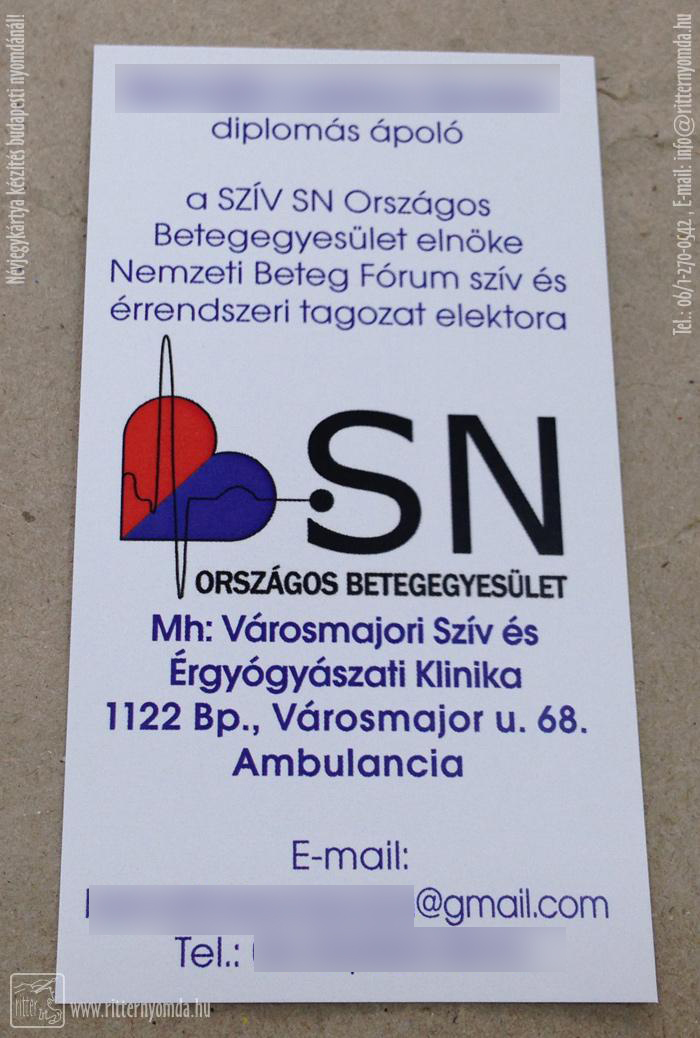 diplomás ápoló
a SZÍV SN Országos
Betegegyesület elnöke
Nemzeti Beteg Fórum szív és
érrendszeri tagozat elektora
SN
ORSZÁGOS BETEGEGYESÜLET
Mh: Városmajori Szív és
Érgyógyászati Klinika
1122 Bp., Városmajor u. 68.
Ambulancia
E-mail:
@gmail.com
Tel.:
Névjegykártya készítés budapesti nyomdánál!
Tel.: 06/1-270-0542 E-mail: info@ritternyomda.hu
ritter
www.ritternyomda.hu